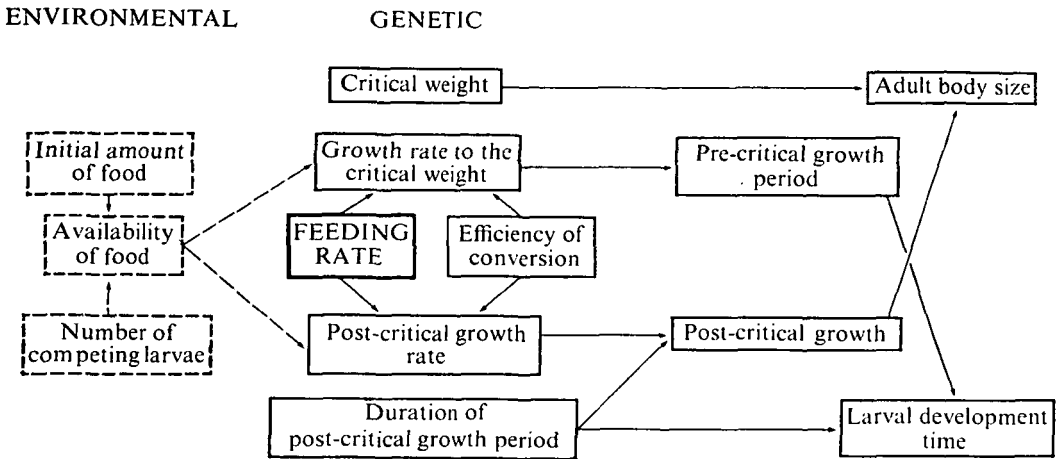 ENVIRONMENTAL
GENETIC
Critical weight
Adult body size
Initial amount
of food
Growth rate to the
critical weight
Pre-critical growth
period
Availability
of food
FEEDING
RATE
Efficiency of
conversion
Number of
competing larvae
Post-critical growth
rate
Post-critical growth
Duration of
post-critical growth period
Larval development
time